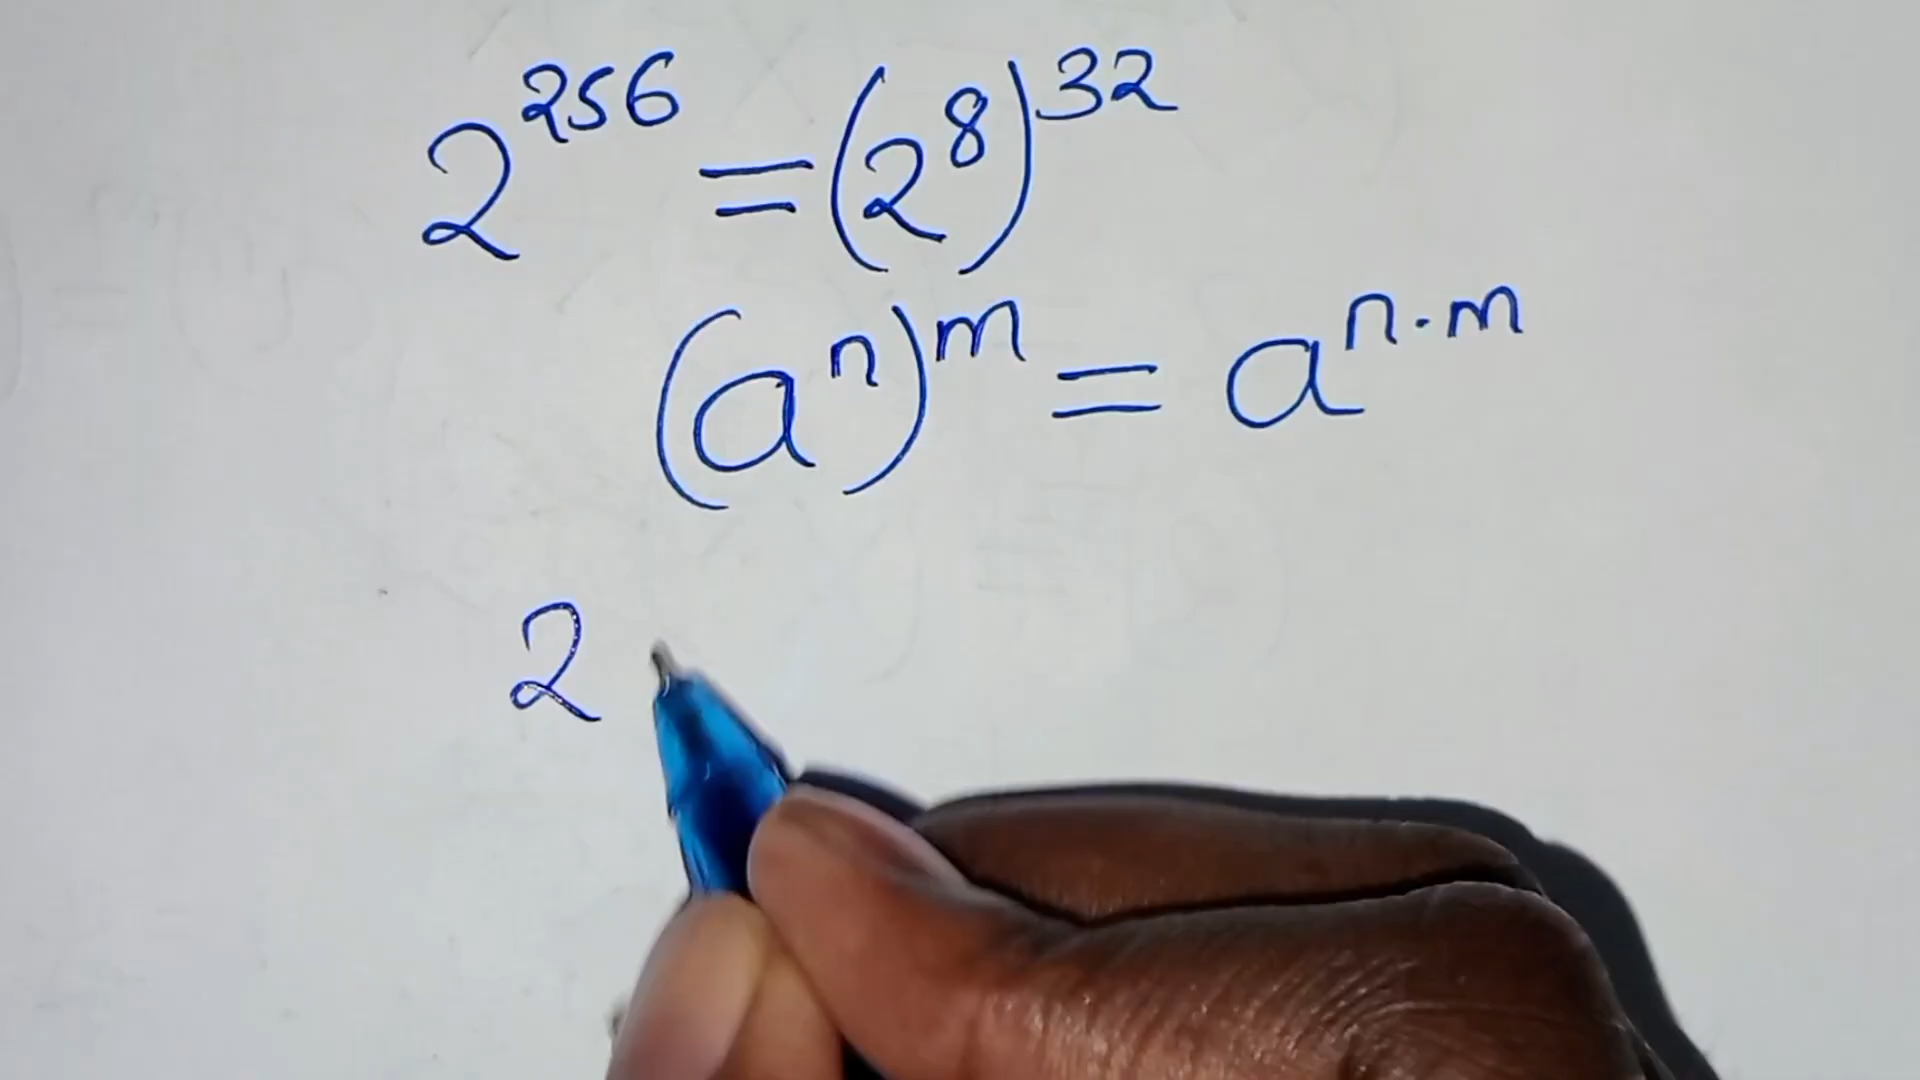 2^256 = (2^8)^32
(a^n)^m = a^n·m
2